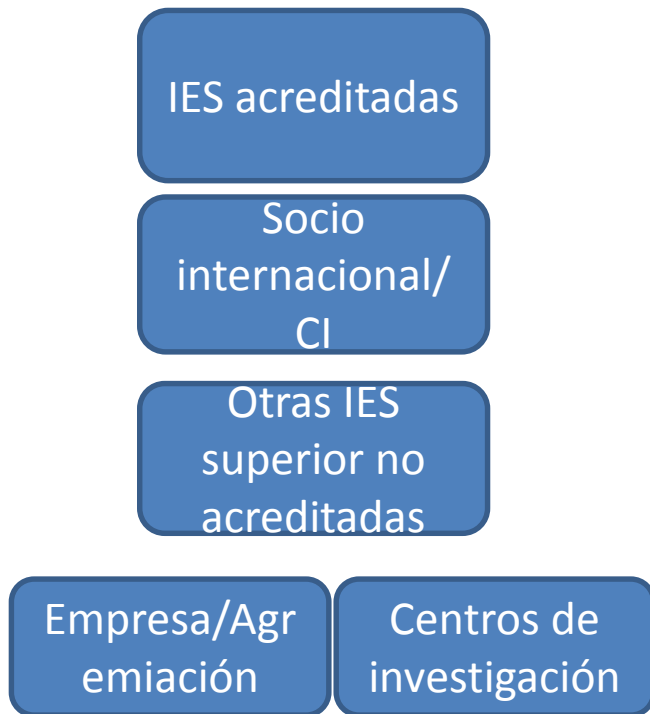 IES acreditadas
Socio
internacional/
CI
Otras IES
superior no
acreditadas
Empresa/Agr
emiación
Centros de
investigación